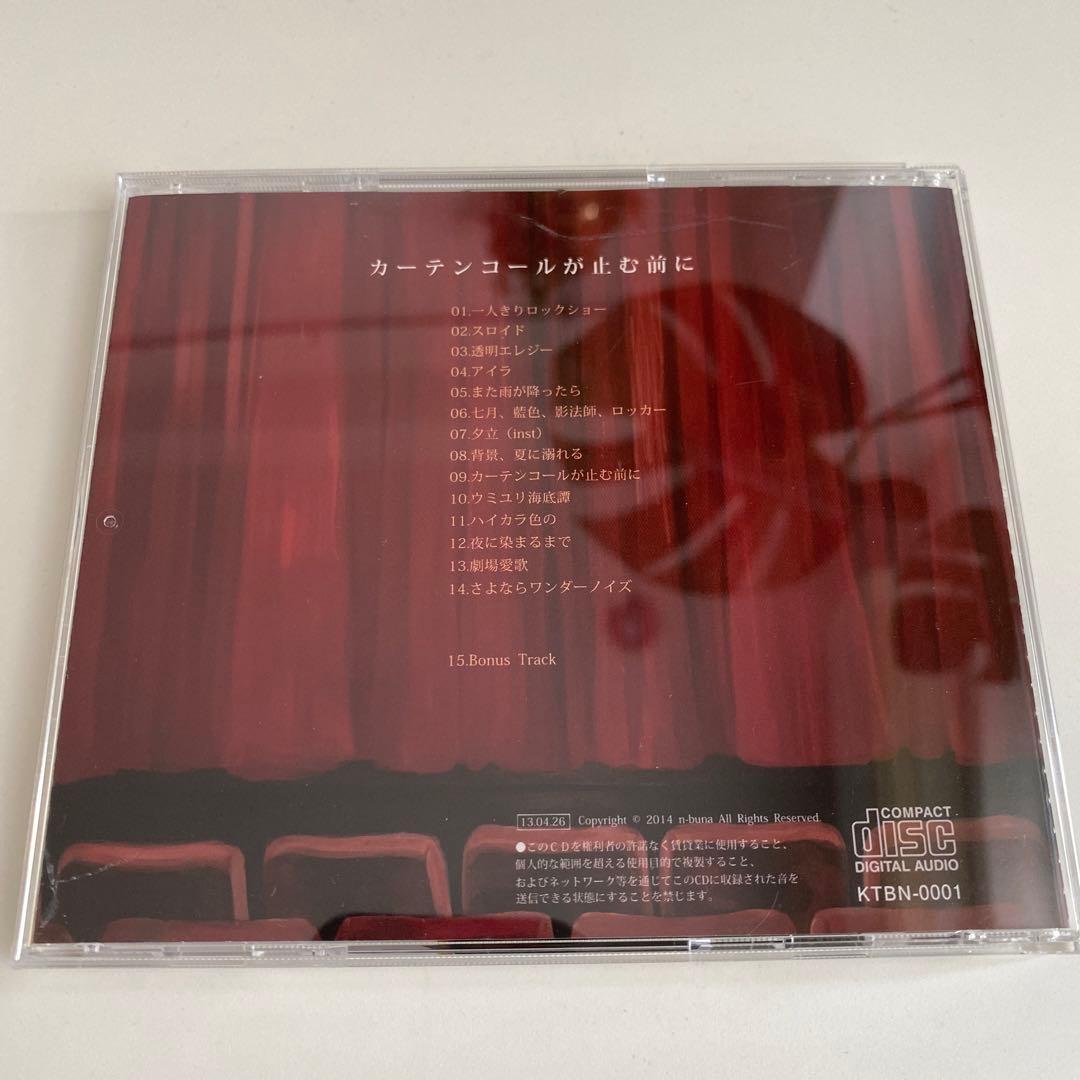 カーテンコールが止む前に
01.一人きりロックショー
02.スロイド
03.透明エレジー
04.アイラ
05.また雨が降ったら
06.七月、藍色、影法師、ロッカー
07.夕立（inst）
08.背景、夏に溺れる
09.カーテンコールが止む前に
10.ウミユリ海底譚
11.ハイカラ色の
12.夜に染まるまで
13.劇場愛歌
14.さよならワンダーノイズ
15.Bonus Track
13.04.26 Copyright © 2014 n-buna All Rights Reserved.
●このＣＤを権利者の許諾なく賃貸業に使用すること、
個人的な範囲を超える使用目的で複製すること、
およびネットワーク等を通じてこのCDに収録された音を
送信できる状態にすることを禁じます。
COMPACT
disc
DIGITAL AUDIO
KTBN-0001